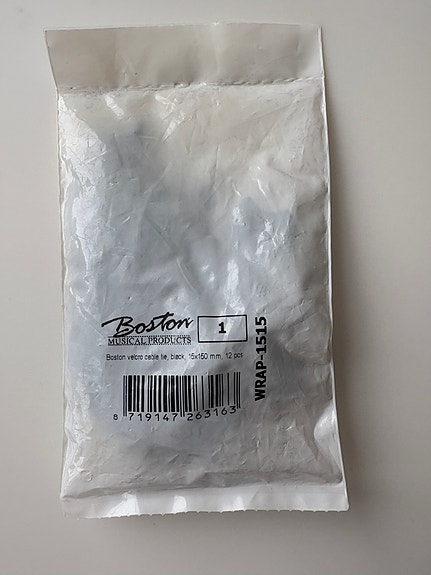 Boston
MUSICAL PRODUCTS
1
Boston velcro cable tie, black, 15x150 mm, 12 pcs
8 719147 263163
WRAP-1515